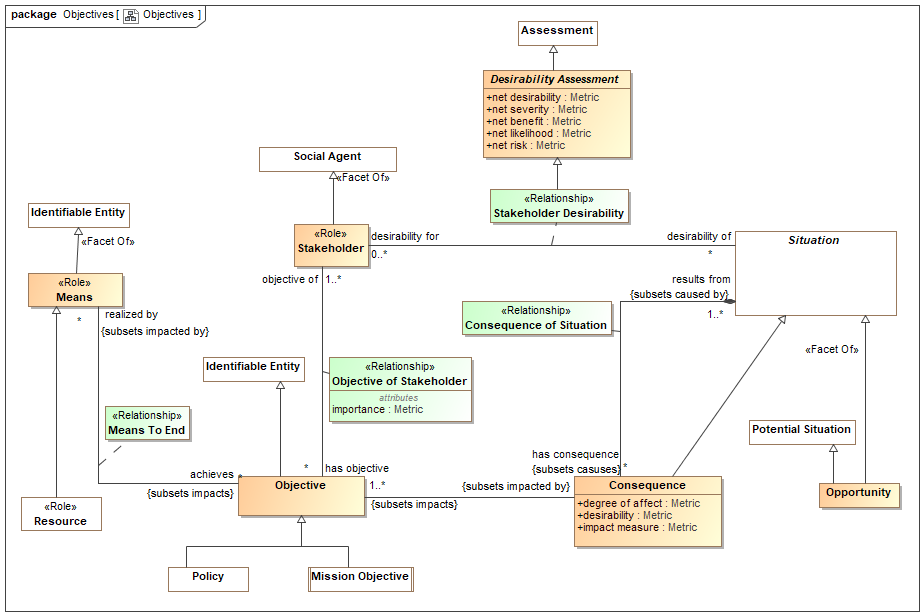 package Objectives [ Objectives ]
Assessment
Desirability Assessment
+net desirability : Metric
+net severity : Metric
+net benefit : Metric
+net likelihood : Metric
+net risk : Metric
Social Agent
«Facet Of»
«Relationship»
Stakeholder Desirability
Identifiable Entity
«Facet Of»
«Role»
Stakeholder
desirability for
0..*
desirability of
*
Situation
«Role»
Means
objective of
1..*
results from
{subsets caused by}
1..*
*
realized by
{subsets impacted by}
«Relationship»
Consequence of Situation
«Facet Of»
Identifiable Entity
«Relationship»
Objective of Stakeholder
attributes
importance : Metric
«Relationship»
Means To End
Potential Situation
has consequence
{subsets casuses}
*
achieves
*
{subsets impacts}
*
has objective
Objective
1..*
{subsets impacts}
{subsets impacted by}
Consequence
+degree of affect : Metric
+desirability : Metric
+impact measure : Metric
Opportunity
«Role»
Resource
Policy
Mission Objective